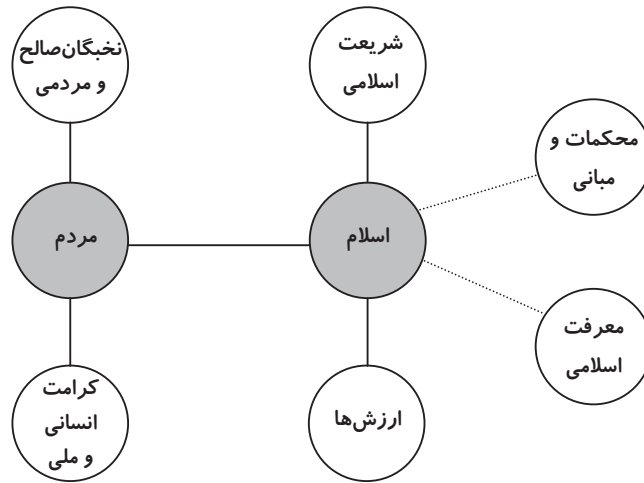 شریعت
اسلامی
نخبگان‌صالح
و مردمی
محکمات و
مبانی
اسلام
مردم
معرفت
اسلامی
ارزش‌ها
کرامت
انسانی
و ملی